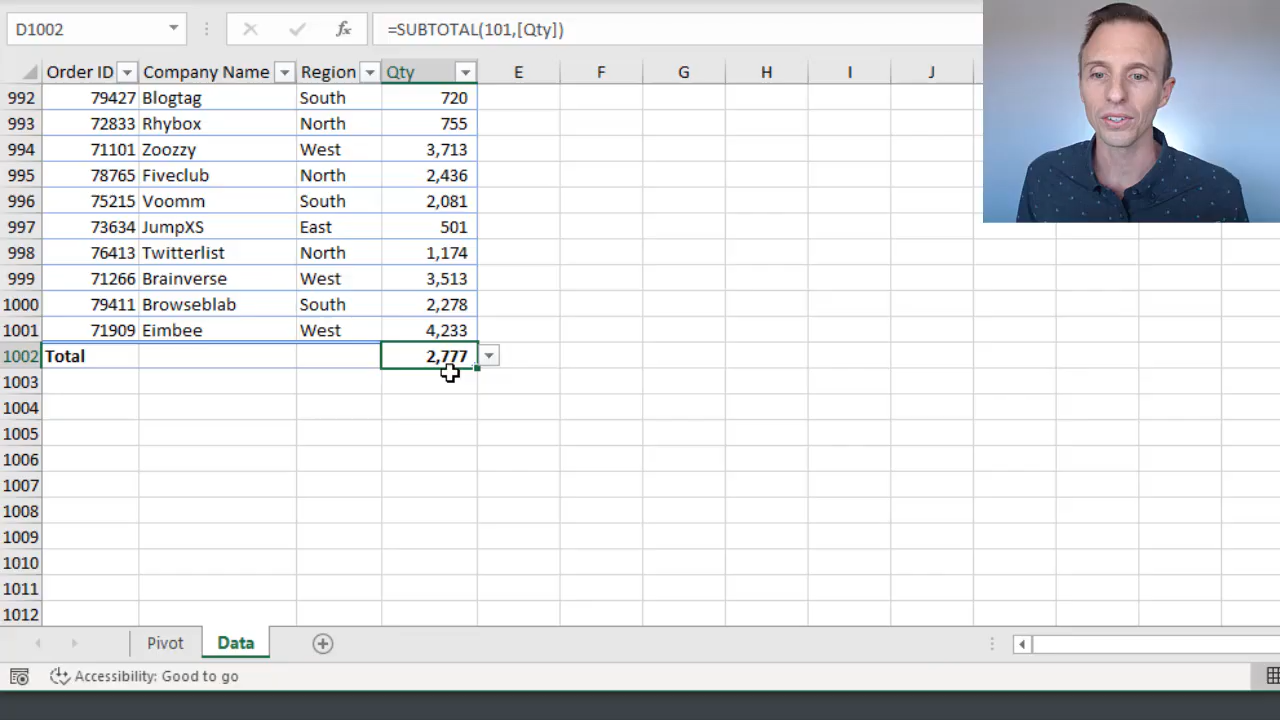 D1002 =SUBTOTAL(101,[Qty])
Order ID Company Name Region Qty E F G H I J
992 79427 Blogtag South 720
993 72833 Rhybox North 755
994 71101 Zoozzy West 3,713
995 78765 Fiveclub North 2,436
996 75215 Voomm South 2,081
997 73634 JumpXS East 501
998 76413 Twitterlist North 1,174
999 71266 Brainverse West 3,513
1000 79411 Browseblab South 2,278
1001 71909 Eimbee West 4,233
1002 Total 2,777
1003
1004
1005
1006
1007
1008
1009
1010
1011
1012
Pivot Data
Accessibility: Good to go